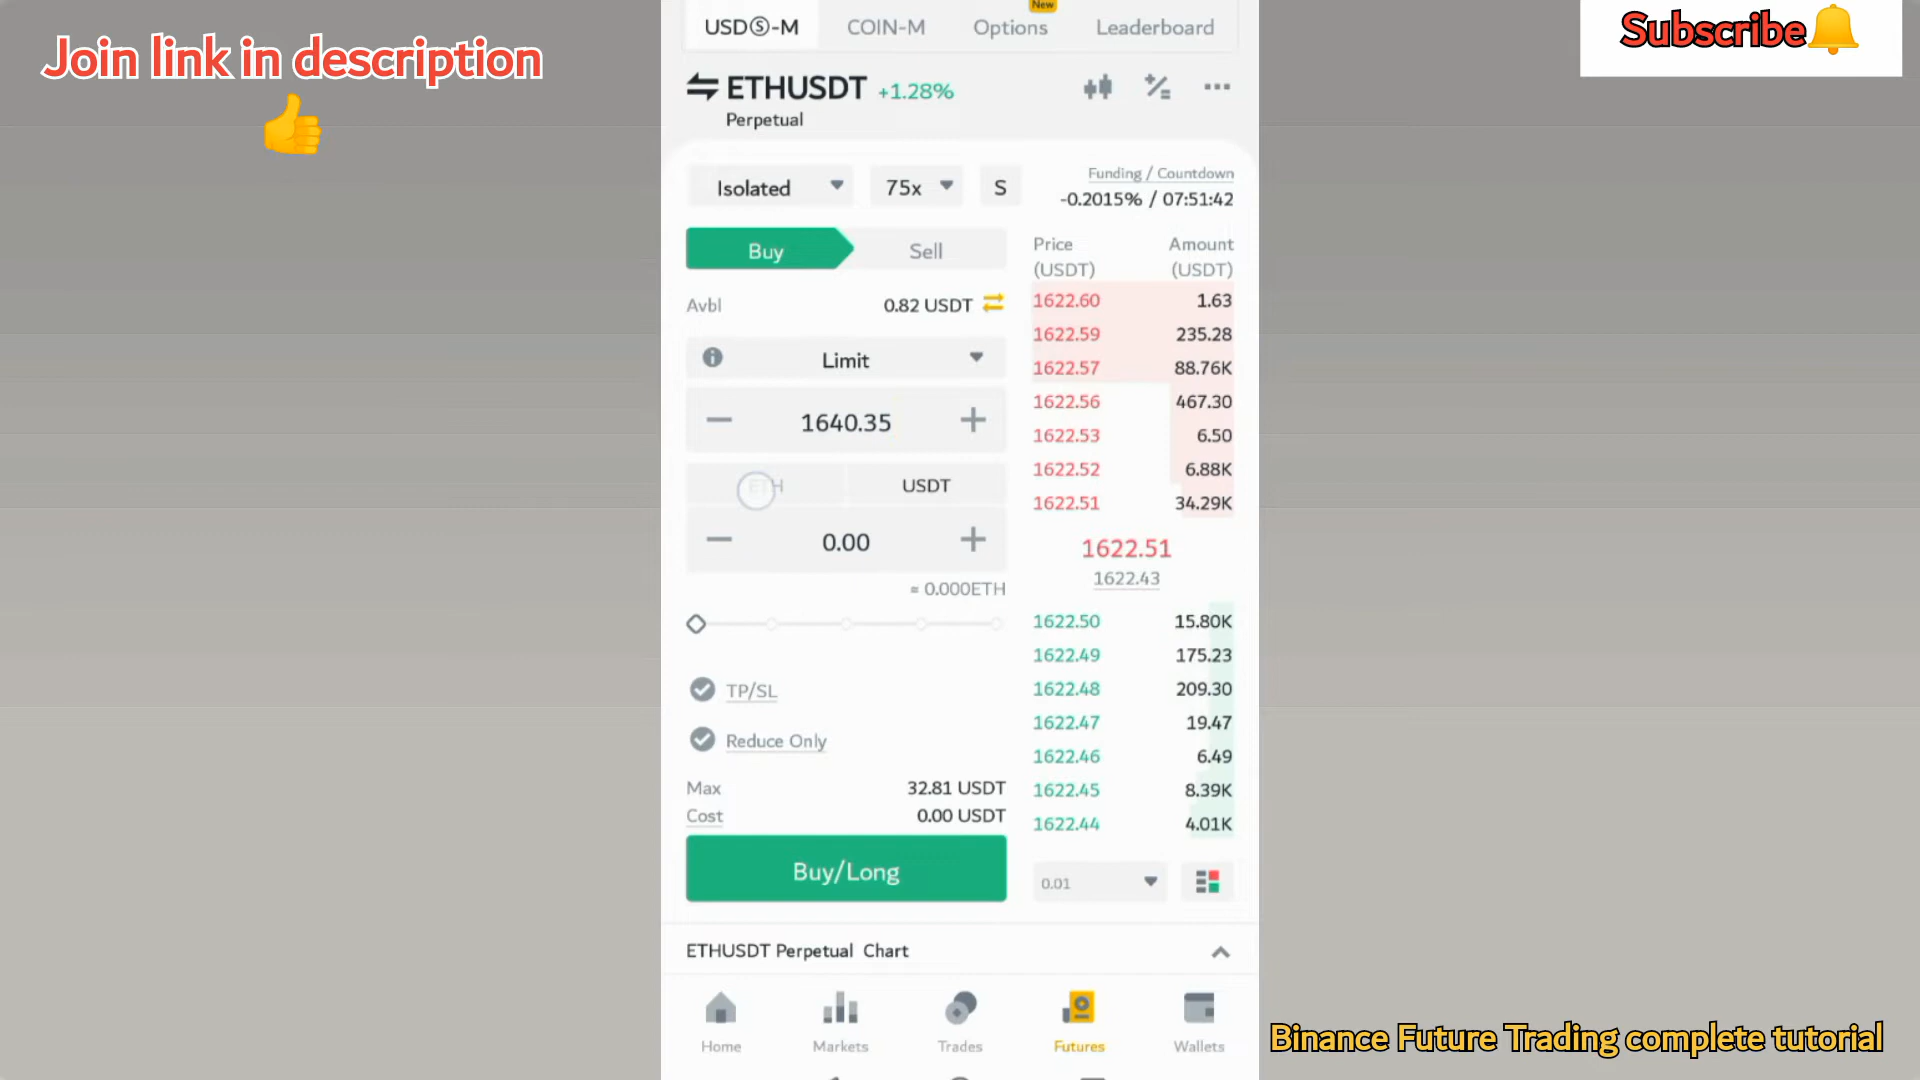 Join link in description
Subscribe
USDⓈ-M COIN-M Options New Leaderboard
ETHUSDT +1.28%
Perpetual
Isolated 75x S
Funding / Countdown
-0.2015% / 07:51:42
Buy Sell
Avbl 0.82 USDT
Limit
1640.35
ETH USDT
0.00
= 0.000ETH
TP/SL
Reduce Only
Max 32.81 USDT
Cost 0.00 USDT
Buy/Long
Price Amount
(USDT) (USDT)
1622.60 1.63
1622.59 235.28
1622.57 88.76K
1622.56 467.30
1622.53 6.50
1622.52 6.88K
1622.51 34.29K
1622.51
1622.43
1622.50 15.80K
1622.49 175.23
1622.48 209.30
1622.47 19.47
1622.46 6.49
1622.45 8.39K
1622.44 4.01K
0.01
ETHUSDT Perpetual Chart
Home Markets Trades Futures Wallets
Binance Future Trading complete tutorial